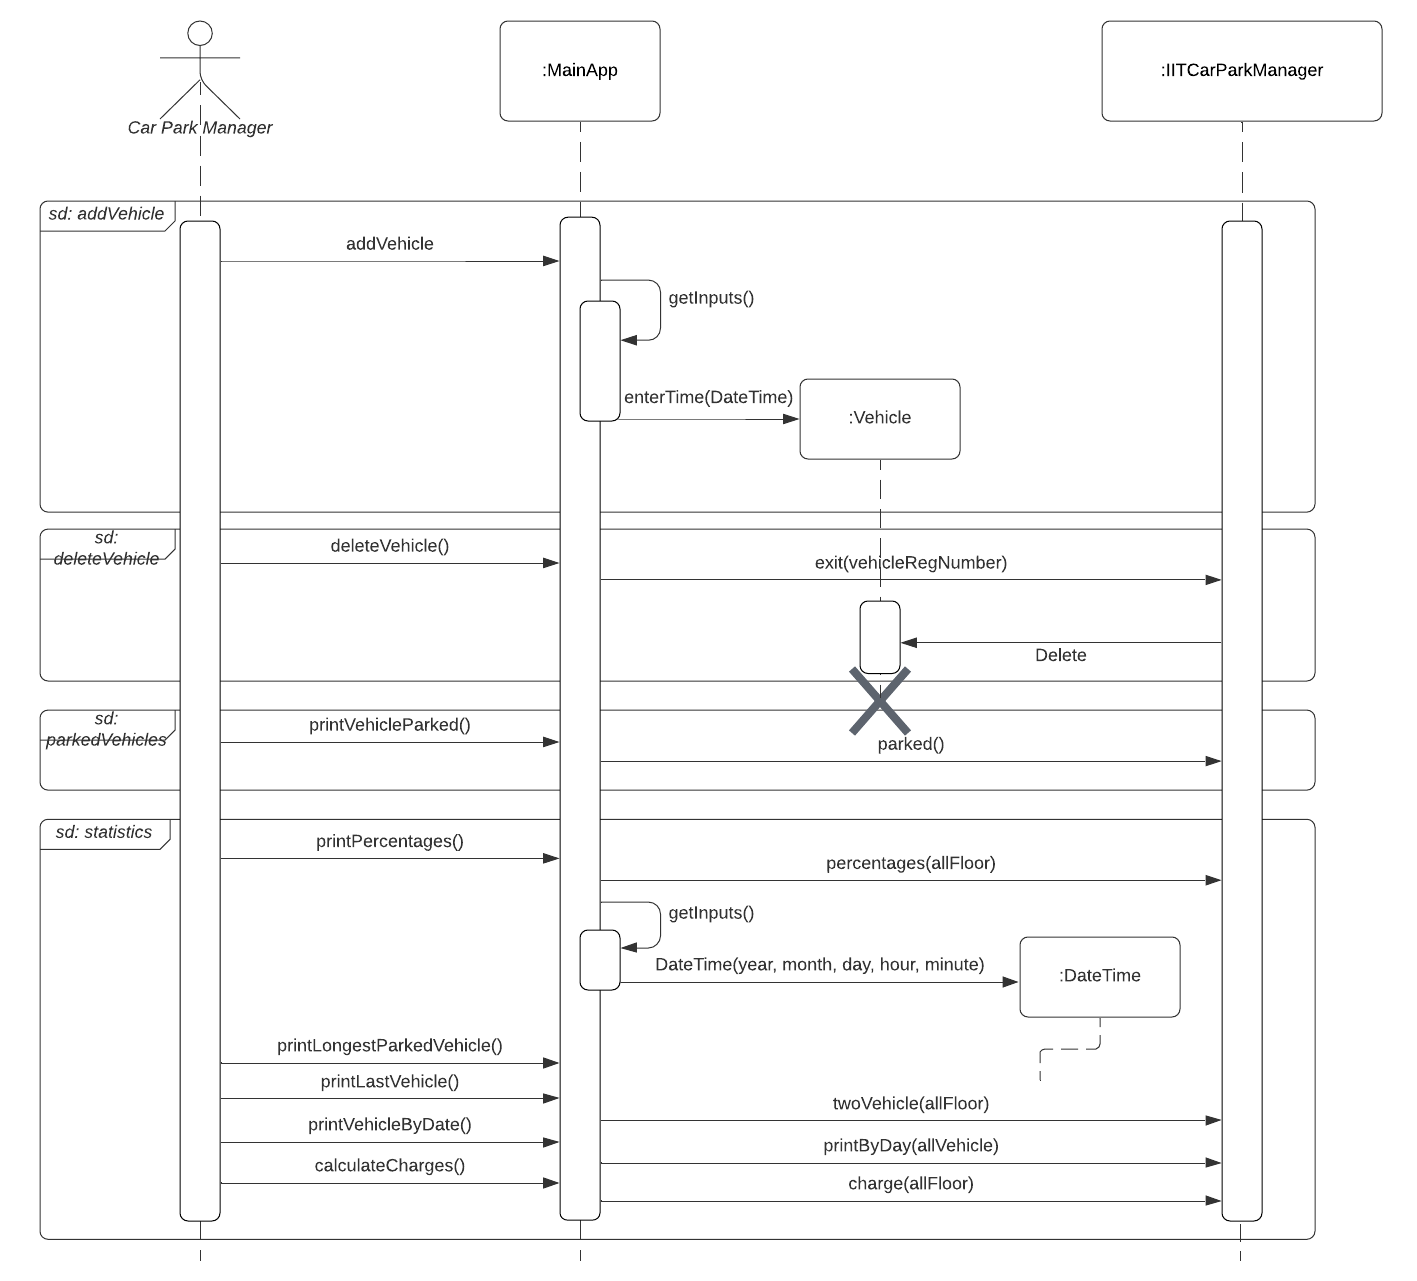 :MainApp
:IITCarParkManager
Car Park Manager
sd: addVehicle
addVehicle
getInputs()
enterTime(DateTime)
:Vehicle
sd:
deleteVehicle
deleteVehicle()
exit(vehicleRegNumber)
Delete
sd:
parkedVehicles
printVehicleParked()
parked()
sd: statistics
printPercentages()
percentages(allFloor)
getInputs()
DateTime(year, month, day, hour, minute)
:DateTime
printLongestParkedVehicle()
printLastVehicle()
twoVehicle(allFloor)
printVehicleByDate()
printByDay(allVehicle)
calculateCharges()
charge(allFloor)